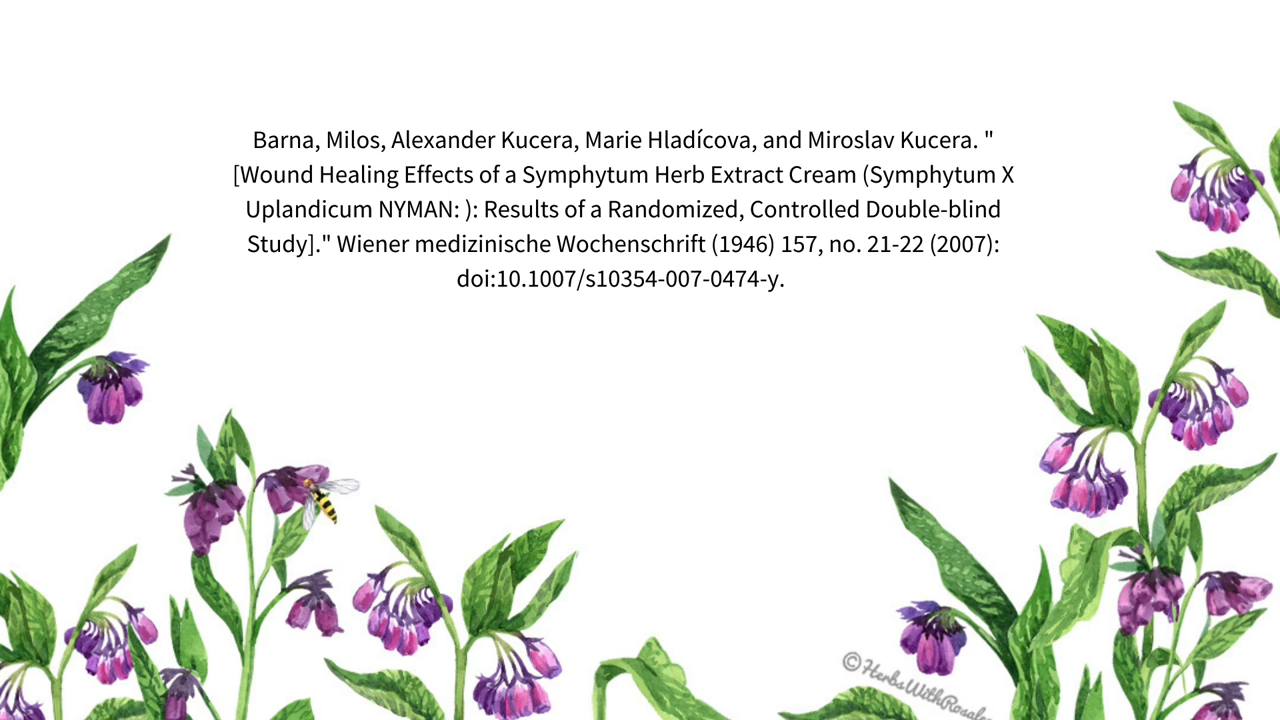 Barna, Milos, Alexander Kucera, Marie Hladícova, and Miroslav Kucera. "
[Wound Healing Effects of a Symphytum Herb Extract Cream (Symphytum X
Uplandicum NYMAN: ): Results of a Randomized, Controlled Double-blind
Study]." Wiener medizinische Wochenschrift (1946) 157, no. 21-22 (2007):
doi:10.1007/s10354-007-0474-y.
©HerbsWithRosalee